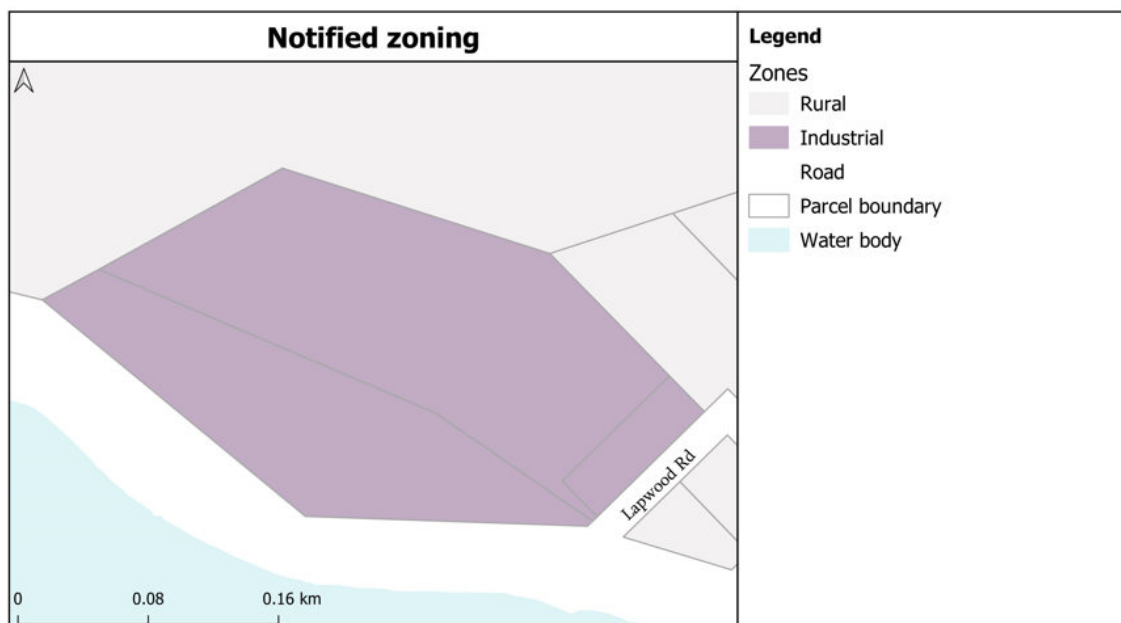 Notified zoning
Legend
Zones
Rural
Industrial
Road
Parcel boundary
Water body
Lapwood Rd
0 0.08 0.16 km